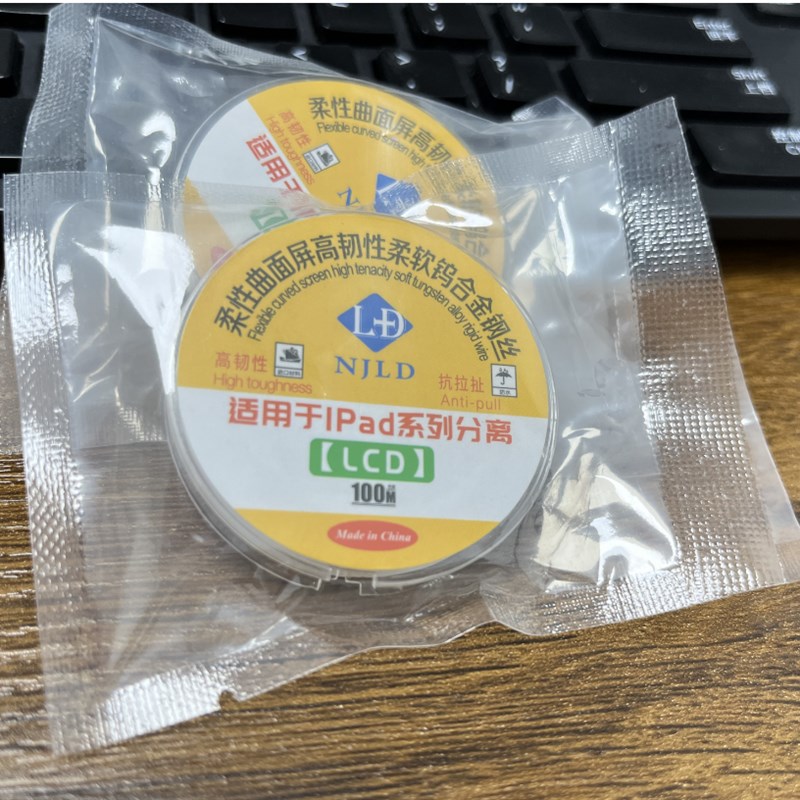 Enter
Shift
柔性曲面屏高韧
Flexible curved screen high
高韧性
High toughness
适用于
柔性曲面屏高韧性柔软钨合金钢丝
Flexible curved screen high tenacity soft tungsten alloy rigid wire
LD
NJLD
高韧性
High toughness
抗拉扯
Anti-pull
适用于IPad系列分离
【LCD】
100M
Made in China